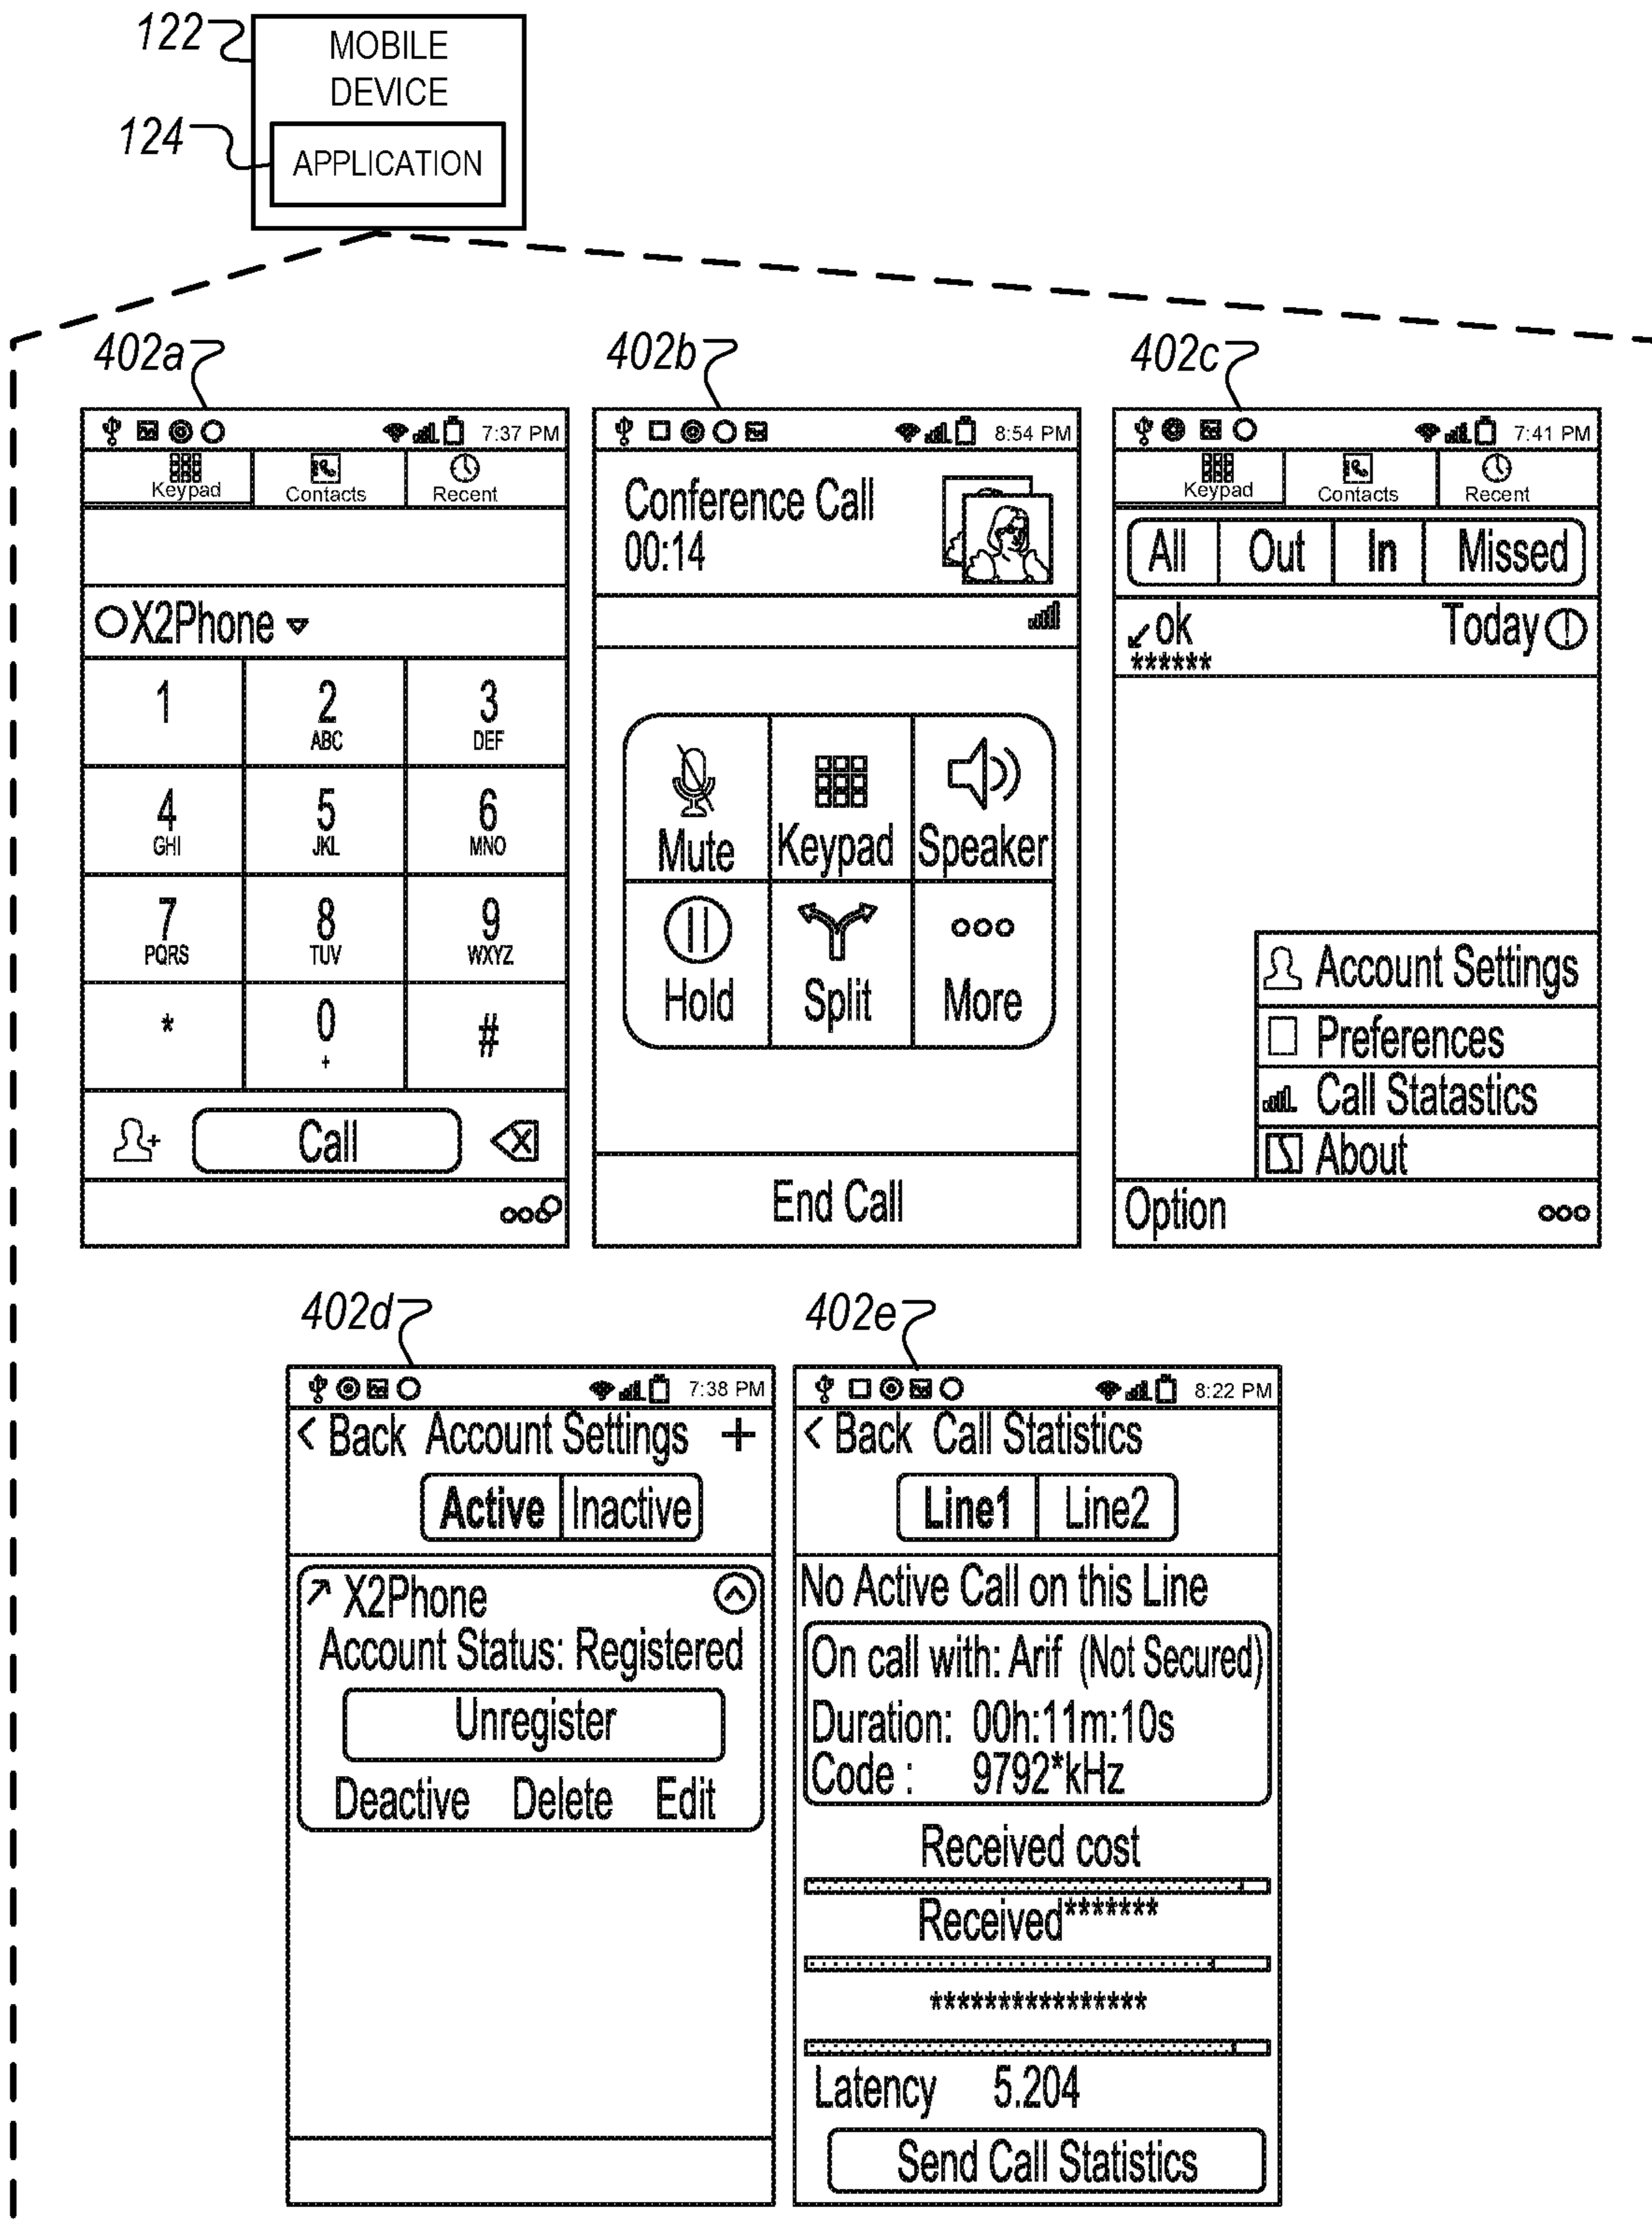 122
MOBILE
DEVICE
124
APPLICATION
402a
7:37 PM
Keypad Contacts Recent
X2Phone
1 2 3
ABC DEF
4 5 6
GHI JKL MNO
7 8 9
PQRS TUV WXYZ
* 0 #
+
Call
402b
8:54 PM
Conference Call
00:14
Mute Keypad Speaker
Hold Split More
End Call
402c
7:41 PM
Keypad Contacts Recent
All Out In Missed
ok Today
******
Account Settings
Preferences
Call Statastics
About
Option
402d
7:38 PM
< Back Account Settings +
Active Inactive
X2Phone
Account Status: Registered
Unregister
Deactive Delete Edit
402e
8:22 PM
< Back Call Statistics
Line1 Line2
No Active Call on this Line
On call with: Arif (Not Secured)
Duration: 00h:11m:10s
Code : 9792*kHz
Received cost
Received*******
****************
Latency 5.204
Send Call Statistics